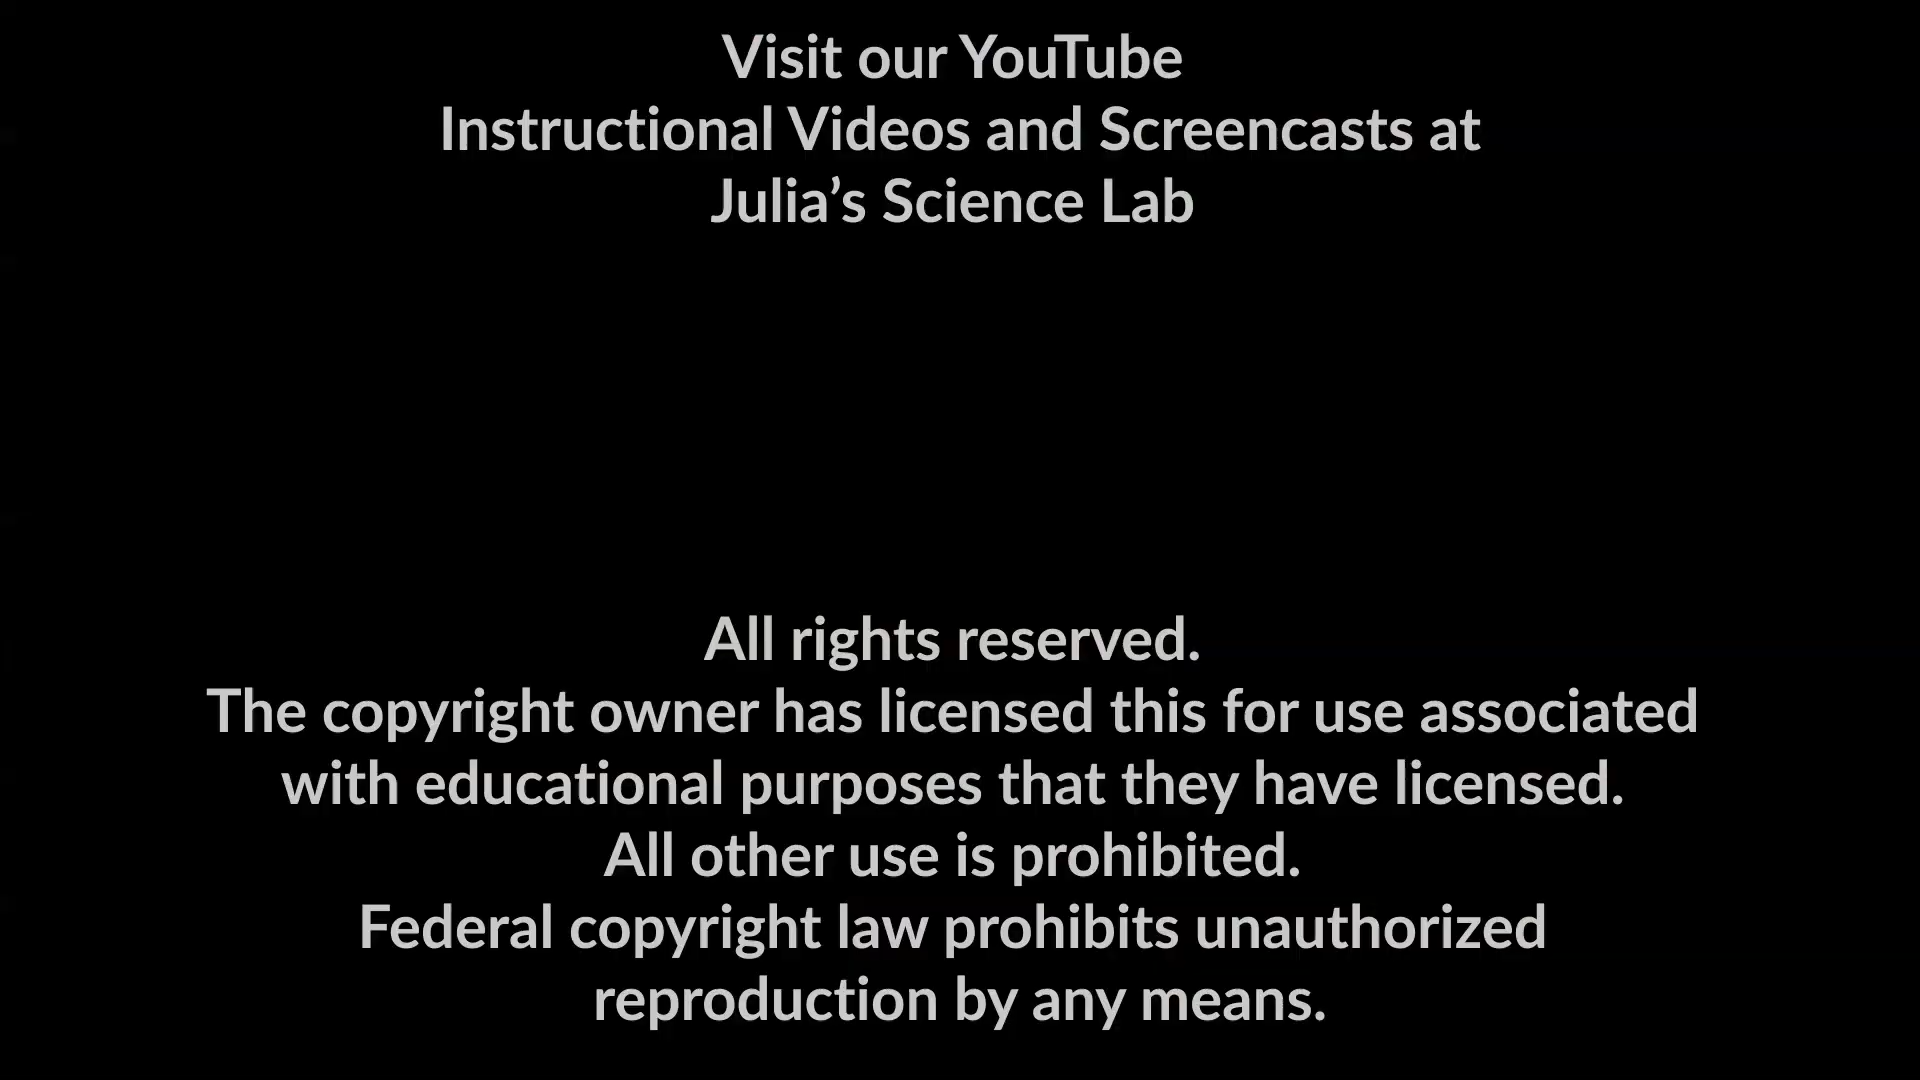 Visit our YouTube
Instructional Videos and Screencasts at
Julia’s Science Lab
All rights reserved.
The copyright owner has licensed this for use associated
with educational purposes that they have licensed.
All other use is prohibited.
Federal copyright law prohibits unauthorized
reproduction by any means.